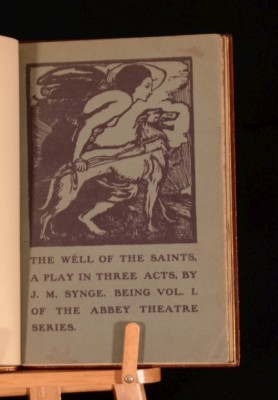 THE WELL OF THE SAINTS,
A PLAY IN THREE ACTS, BY
J. M. SYNGE. BEING VOL. I.
OF THE ABBEY THEATRE
SERIES.